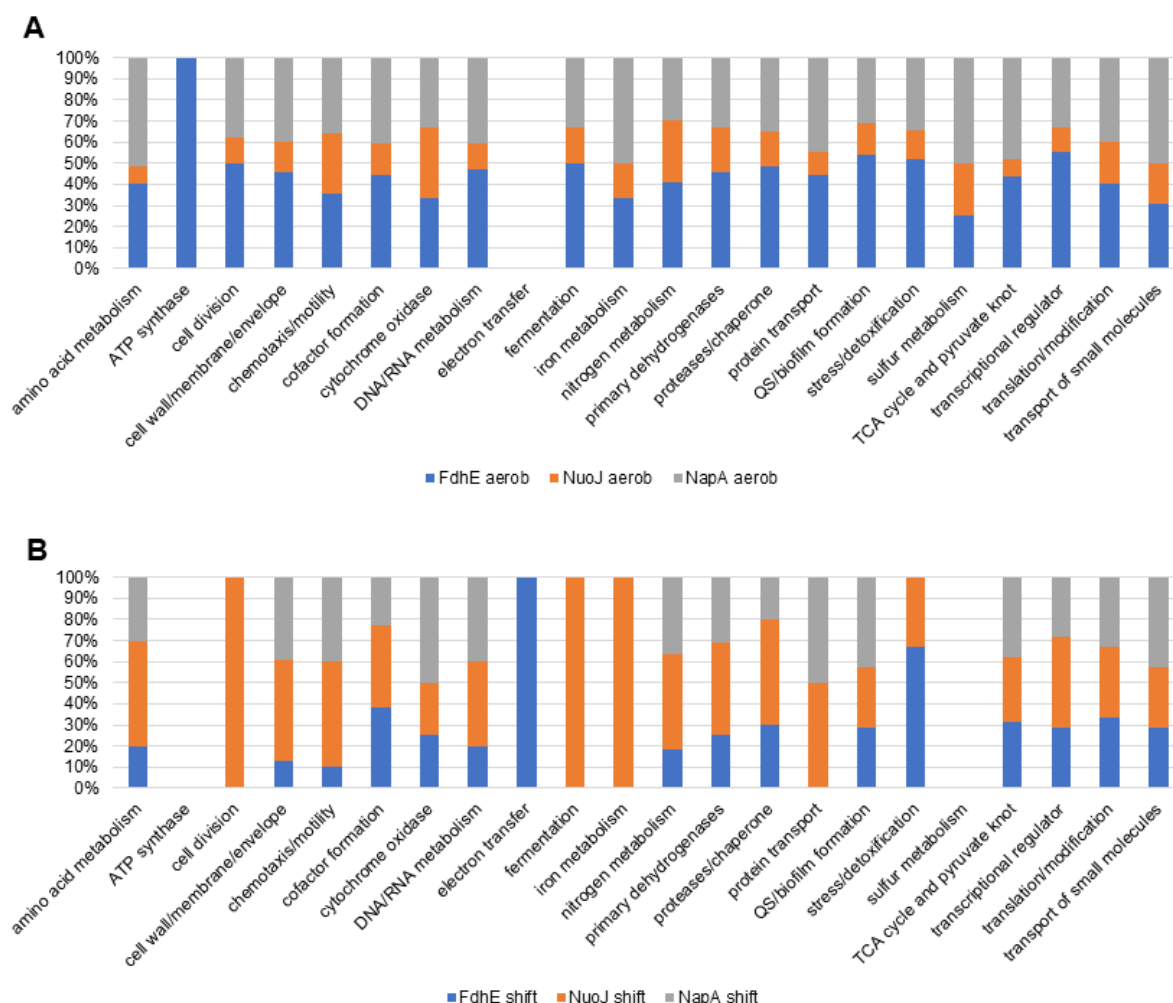 A
100%
90%
80%
70%
60%
50%
40%
30%
20%
10%
0%
amino acid metabolism
ATP synthase
cell division
cell wall/membrane/envelope
chemotaxis/motility
cofactor formation
cytochrome oxidase
DNA/RNA metabolism
electron transfer
fermentation
iron metabolism
nitrogen metabolism
primary dehydrogenases
proteases/chaperone
protein transport
QS/biofilm formation
stress/detoxification
sulfur metabolism
TCA cycle and pyruvate knot
transcriptional regulator
translation/modification
transport of small molecules
FdhE aerob NuoJ aerob NapA aerob
B
100%
90%
80%
70%
60%
50%
40%
30%
20%
10%
0%
amino acid metabolism
ATP synthase
cell division
cell wall/membrane/envelope
chemotaxis/motility
cofactor formation
cytochrome oxidase
DNA/RNA metabolism
electron transfer
fermentation
iron metabolism
nitrogen metabolism
primary dehydrogenases
proteases/chaperone
protein transport
QS/biofilm formation
stress/detoxification
sulfur metabolism
TCA cycle and pyruvate knot
transcriptional regulator
translation/modification
transport of small molecules
FdhE shift NuoJ shift NapA shift